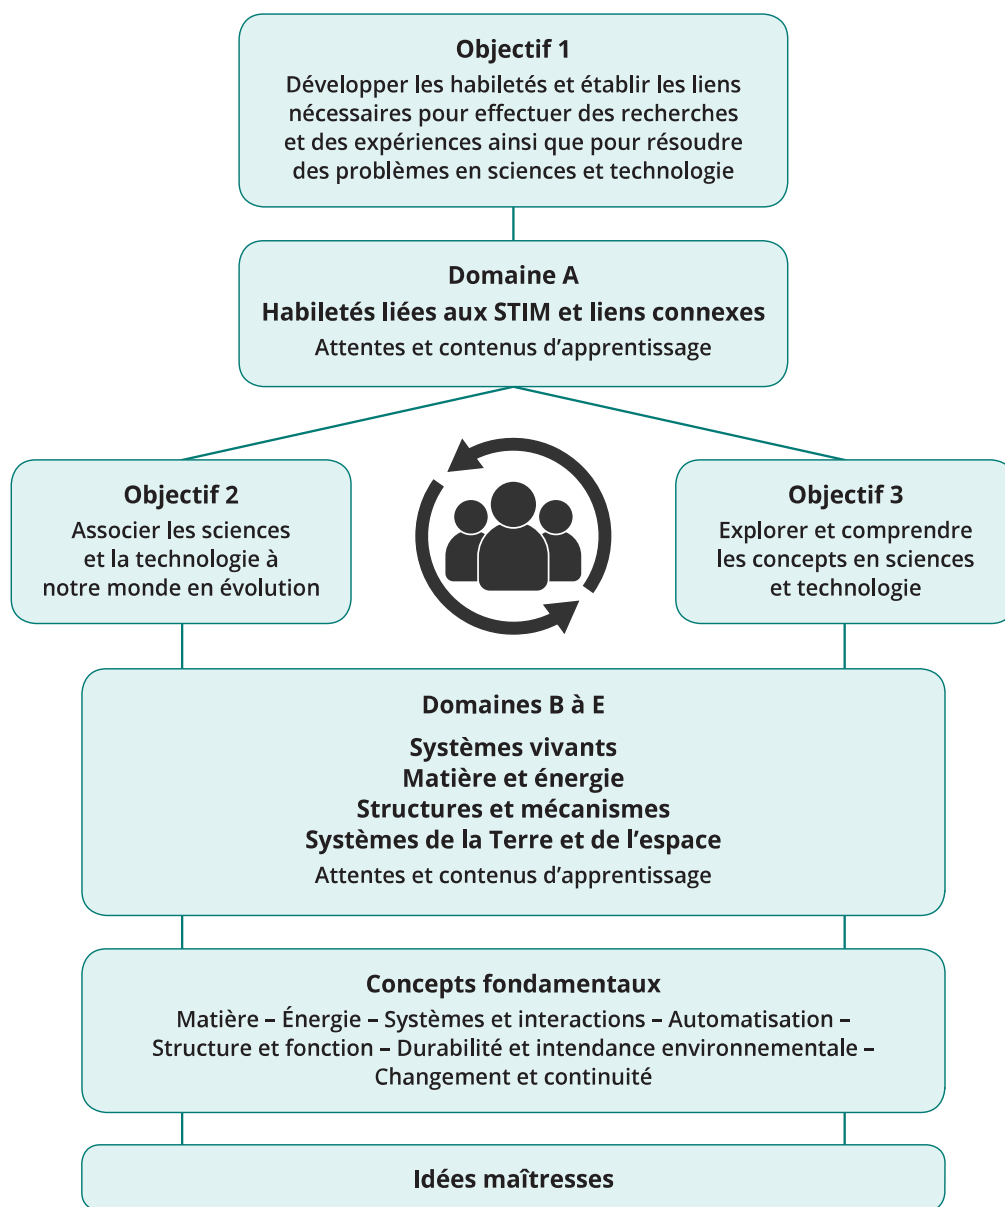 Objectif 1
Développer les habiletés et établir les liens
nécessaires pour effectuer des recherches
et des expériences ainsi que pour résoudre
des problèmes en sciences et technologie
Domaine A
Habiletés liées aux STIM et liens connexes
Attentes et contenus d’apprentissage
Objectif 2
Associer les sciences
et la technologie à
notre monde en évolution
Objectif 3
Explorer et comprendre
les concepts en sciences
et technologie
Domaines B à E
Systèmes vivants
Matière et énergie
Structures et mécanismes
Systèmes de la Terre et de l’espace
Attentes et contenus d’apprentissage
Concepts fondamentaux
Matière – Énergie – Systèmes et interactions – Automatisation –
Structure et fonction – Durabilité et intendance environnementale –
Changement et continuité
Idées maîtresses